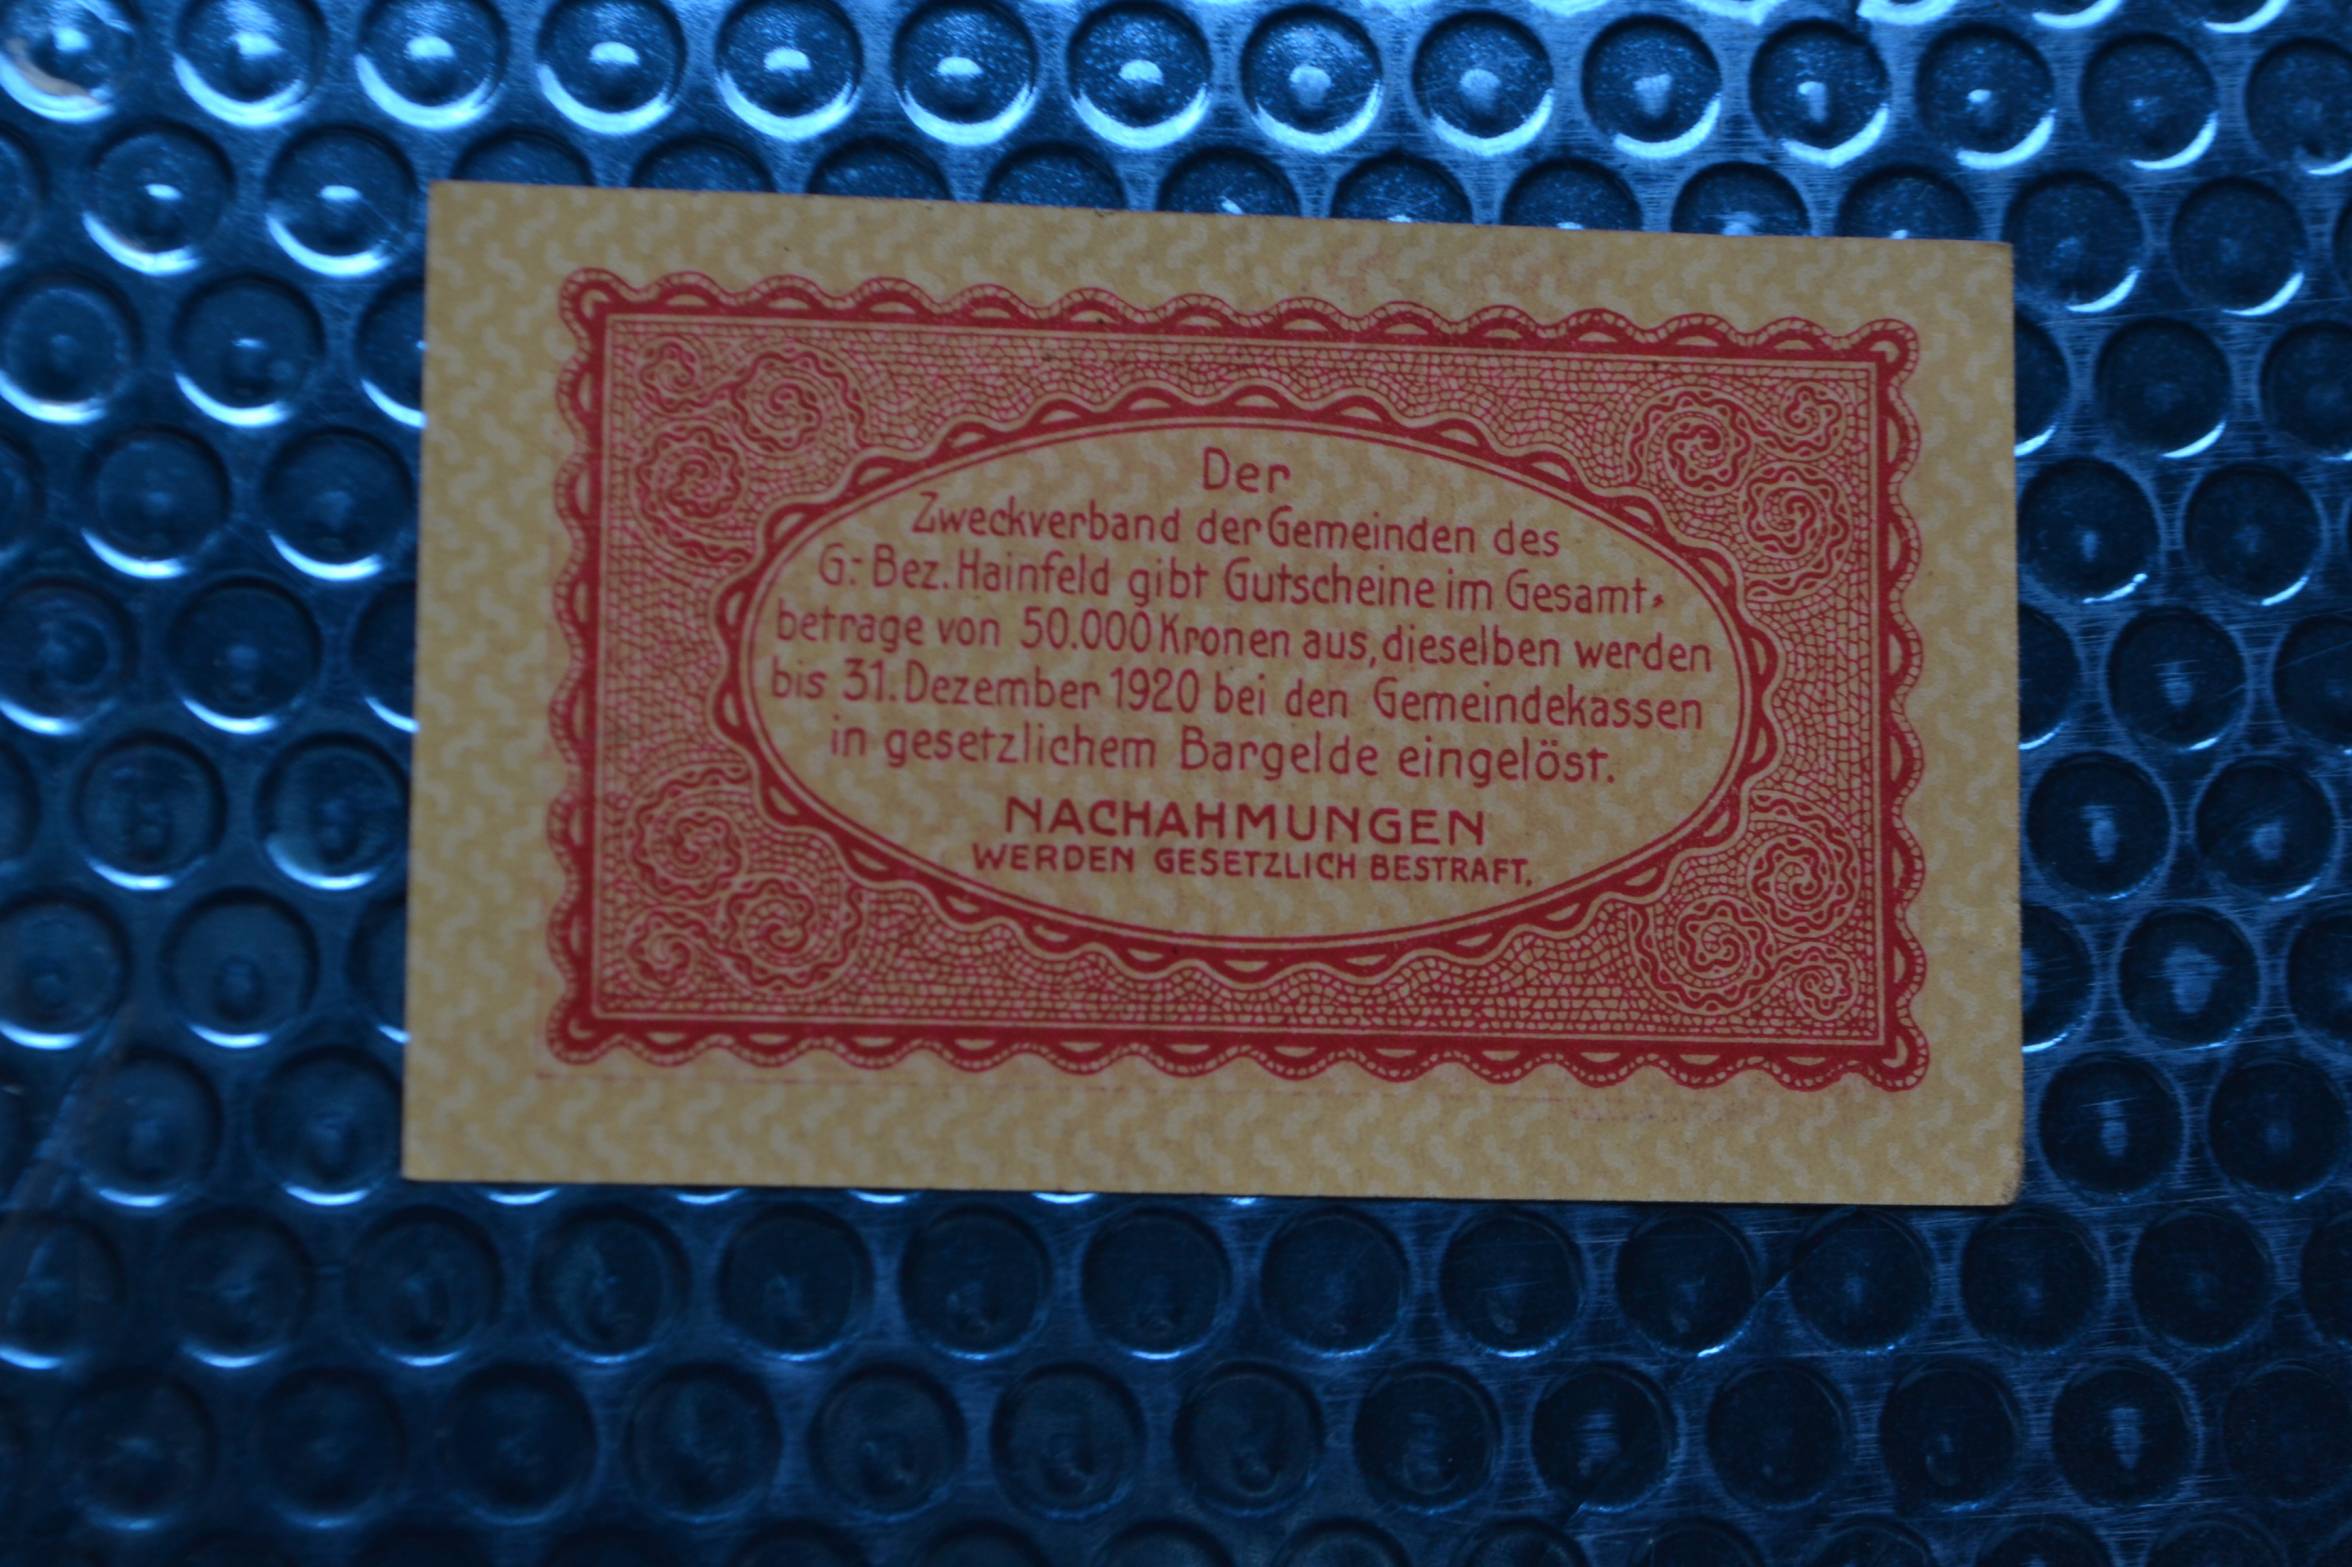 Der
Zweckverband der Gemeinden des
G.-Bez. Hainfeld gibt Gutscheine im Gesamt-
betrage von 50.000 Kronen aus, dieselben werden
bis 31. Dezember 1920 bei den Gemeindekassen
in gesetzlichem Bargelde eingelöst.
NACHAHMUNGEN
WERDEN GESETZLICH BESTRAFT.